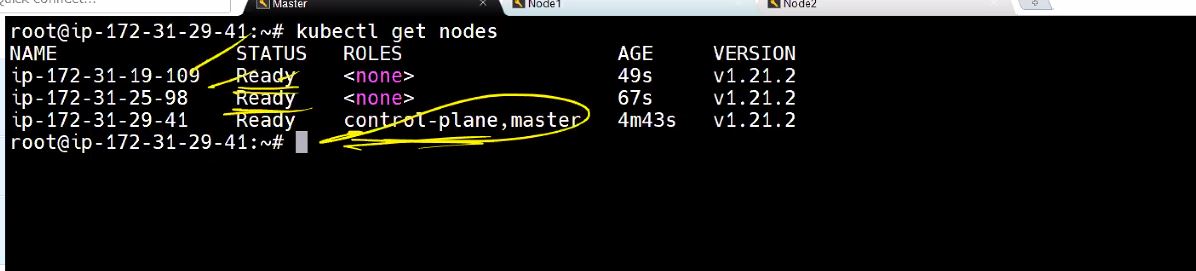 Quick connect...
Master
Node1
Node2
root@ip-172-31-29-41:~# kubectl get nodes
NAME STATUS ROLES AGE VERSION
ip-172-31-19-109 Ready <none> 49s v1.21.2
ip-172-31-25-98 Ready <none> 67s v1.21.2
ip-172-31-29-41 Ready control-plane,master 4m43s v1.21.2
root@ip-172-31-29-41:~#